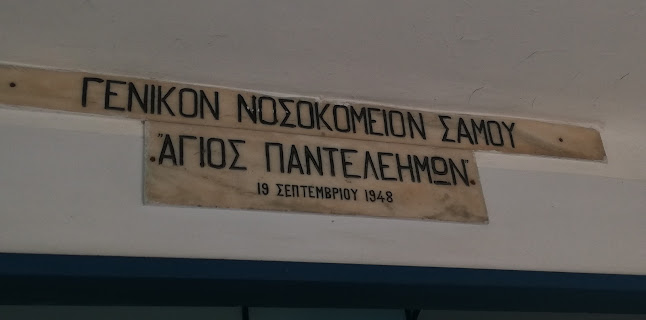 ΓΕΝΙΚΟΝ ΝΟΣΟΚΟΜΕΙΟΝ ΣΑΜΟΥ
"ΑΓΙΟΣ ΠΑΝΤΕΛΕΗΜΩΝ"
19 ΣΕΠΤΕΜΒΡΙΟΥ 1948